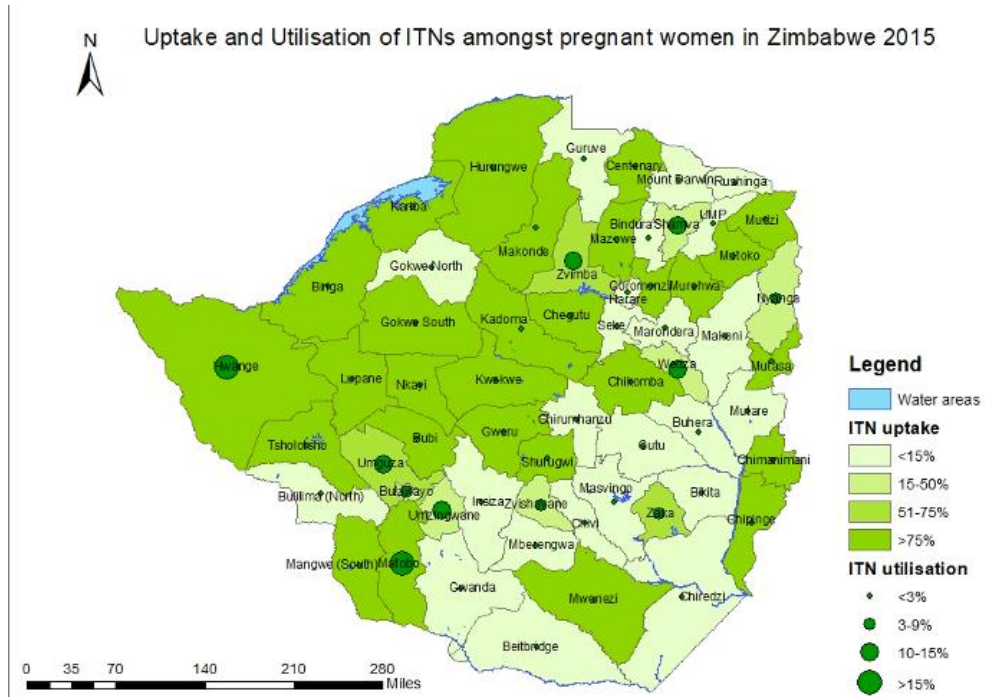 Uptake and Utilisation of ITNs amongst pregnant women in Zimbabwe 2015
N
Guruve
Centenary
Hurungwe
Mount Darwin
Rushinga
Kariba
UMP
Mudzi
Bindura
Shamva
Mazowe
Makonde
Mutoko
Gokwe North
Zvimba
Binga
Goromonzi
Murehwa
Harare
Nyanga
Chegutu
Gokwe South
Kadoma
Seke
Marondera
Makoni
Hwange
Wedza
Mutasa
Lupane
Nkayi
Kwekwe
Chikomba
Mutare
Chirumhanzu
Buhera
Tsholotsho
Bubi
Gweru
Gutu
Umguza
Shurugwi
Chimanimani
Bulilima (North)
Bulawayo
Masvingo
Bikita
Insiza
Zvishavane
Umzingwane
Zaka
Chivi
Chipinge
Mberengwa
Mangwe (South)
Matobo
Gwanda
Mwenezi
Chiredzi
Beitbridge
Legend
Water areas
ITN uptake
<15%
15-50%
51-75%
>75%
ITN utilisation
<3%
3-9%
10-15%
>15%
0 35 70 140 210 280
Miles